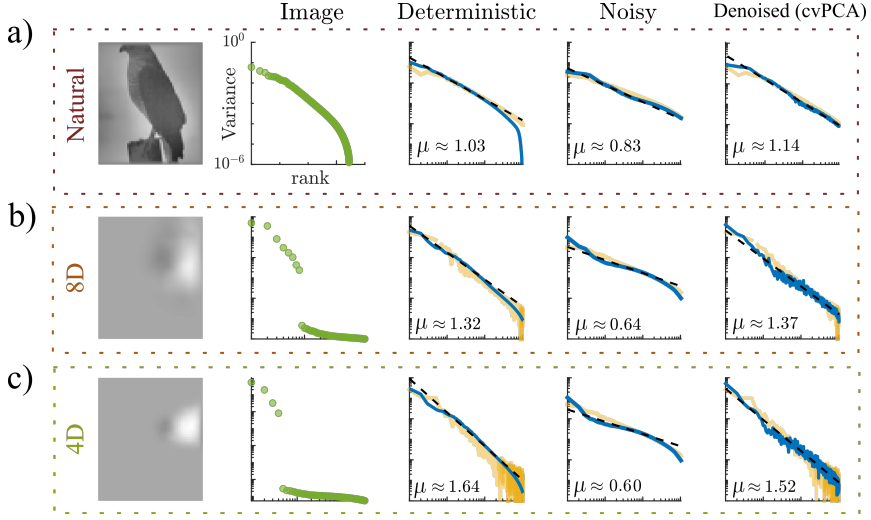 Image Deterministic Noisy Denoised (cvPCA)
a)
Natural
Variance
10^0
10^-6
rank
μ ≈ 1.03
μ ≈ 0.83
μ ≈ 1.14
b)
8D
μ ≈ 1.32
μ ≈ 0.64
μ ≈ 1.37
c)
4D
μ ≈ 1.64
μ ≈ 0.60
μ ≈ 1.52